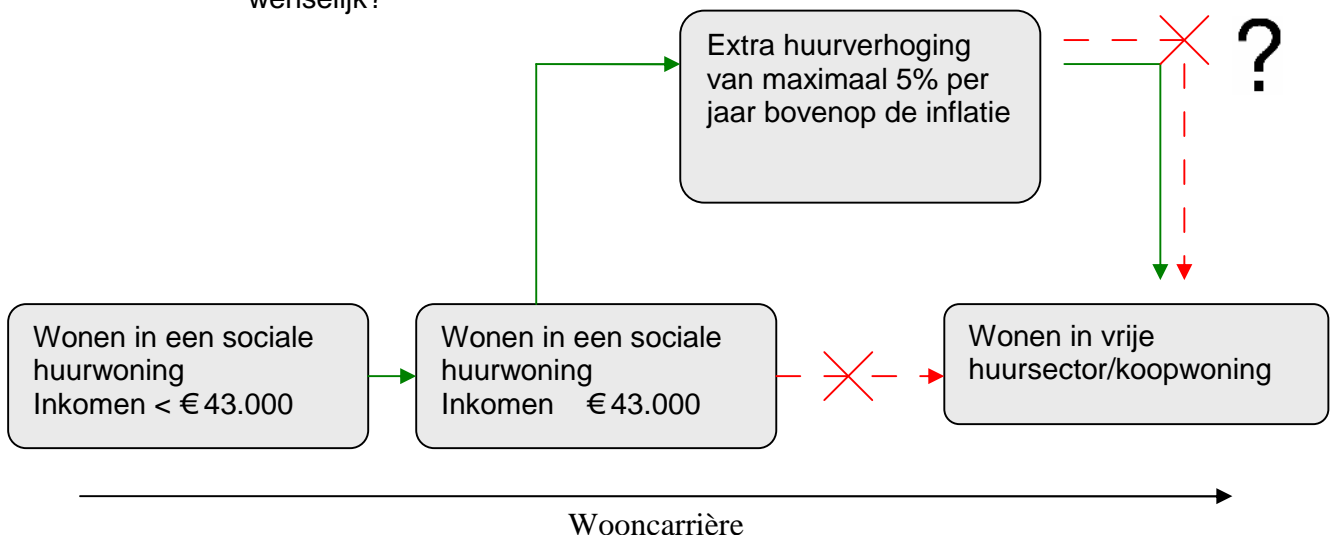 wenselijk?
Extra huurverhoging
van maximaal 5% per
jaar bovenop de inflatie
?
Wonen in een sociale
huurwoning
Inkomen < € 43.000
Wonen in een sociale
huurwoning
Inkomen € 43.000
Wonen in vrije
huursector/koopwoning
Wooncarrière